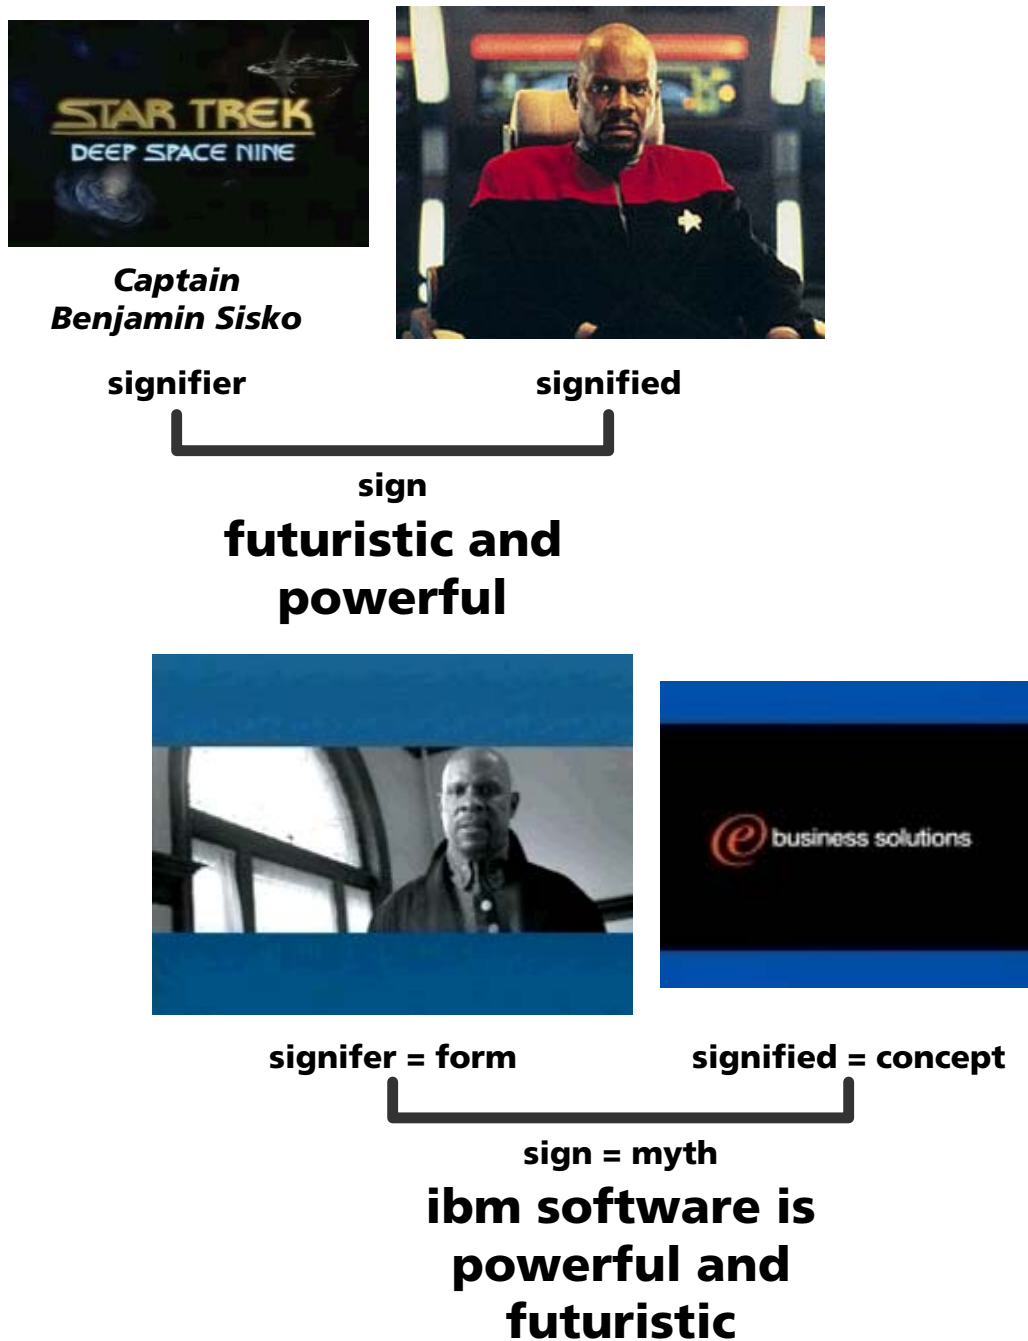 STAR TREK
DEEP SPACE NINE
Captain
Benjamin Sisko
signifier
signified
sign
futuristic and
powerful
e business solutions
signifer = form
signified = concept
sign = myth
ibm software is
powerful and
futuristic